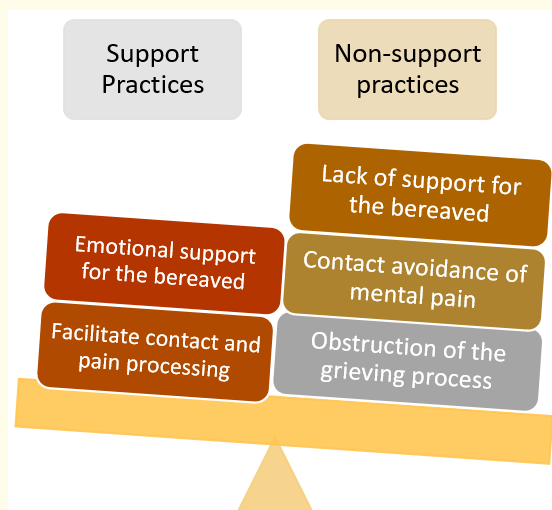 Support
Practices
Non-support
practices
Lack of support for
the bereaved
Emotional support
for the bereaved
Contact avoidance of
mental pain
Facilitate contact and
pain processing
Obstruction of the
grieving process